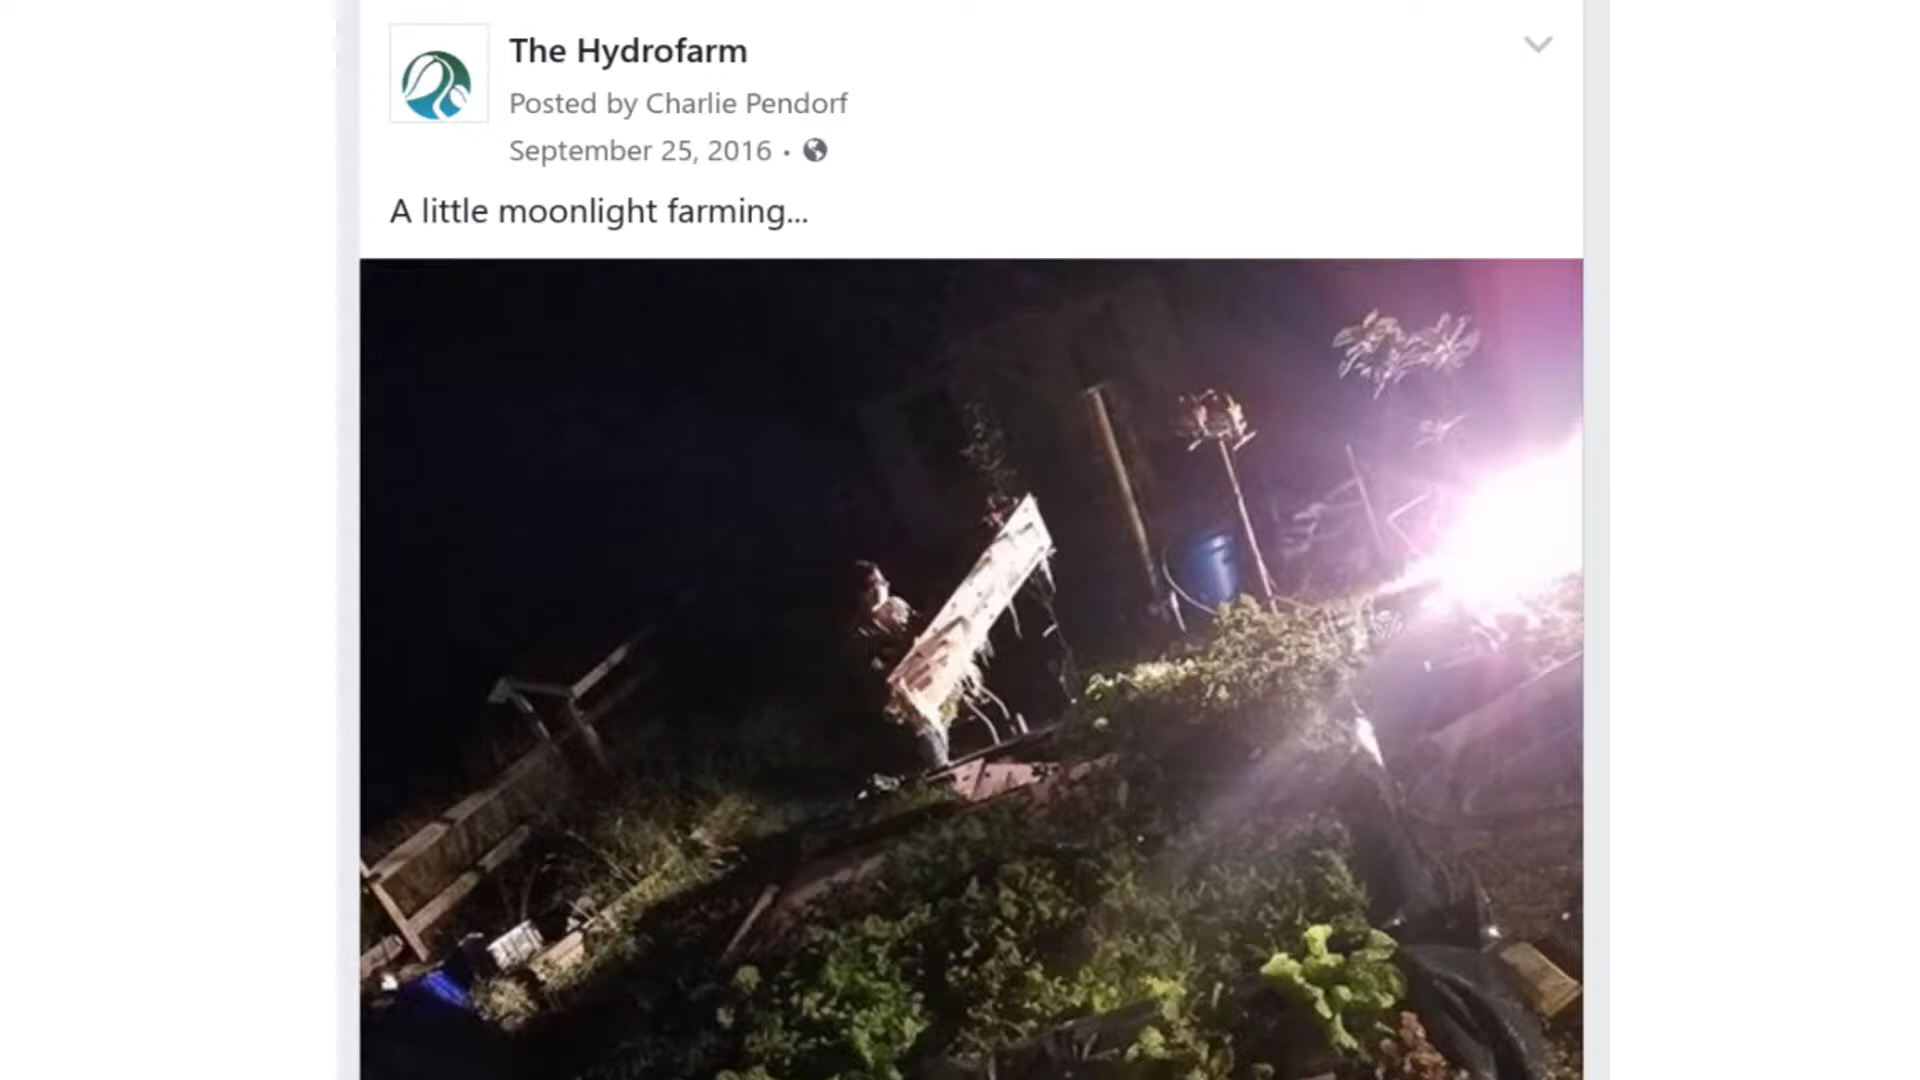 The Hydrofarm
Posted by Charlie Pendorf
September 25, 2016 ·
A little moonlight farming...